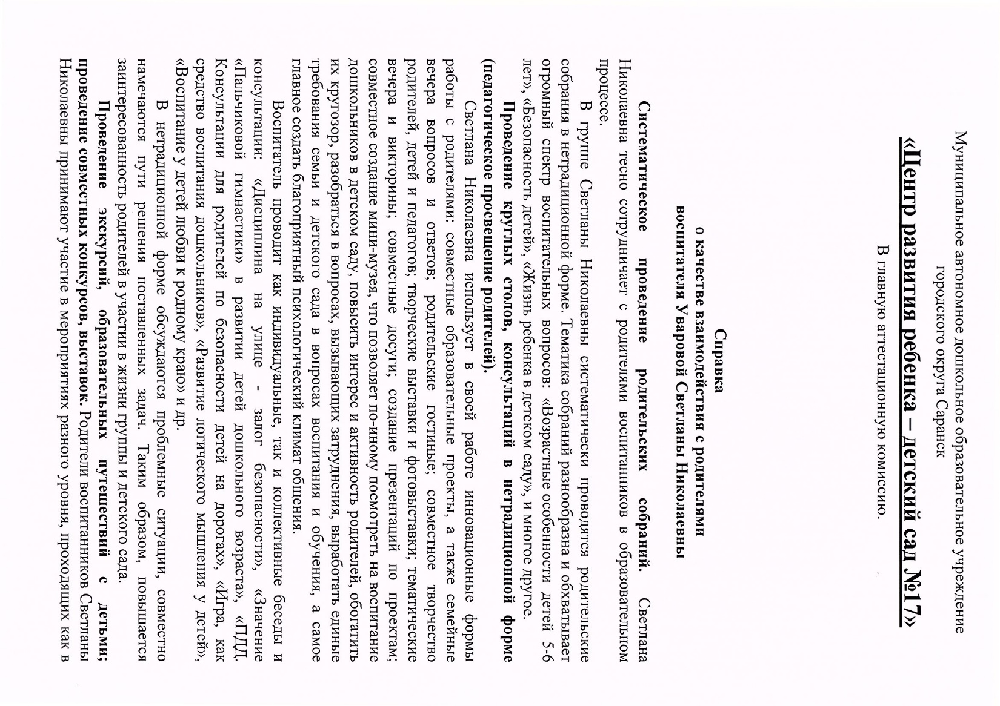 Муниципальное автономное дошкольное образовательное учреждение
городского округа Саранск
«Центр развития ребенка – детский сад №17»
В главную аттестационную комиссию.
Справка
о качестве взаимодействия с родителями
воспитателя Уваровой Светланы Николаевны
Систематическое проведение родительских собраний. Светлана
Николаевна тесно сотрудничает с родителями воспитанников в образовательном
процессе.
В группе Светланы Николаевны систематически проводятся родительские
собрания в нетрадиционной форме. Тематика собраний разнообразна и обхватывает
огромный спектр воспитательных вопросов: «Возрастные особенности детей 5-6
лет», «Безопасность детей», «Жизнь ребенка в детском саду», и многое другое.
Проведение круглых столов, консультаций в нетрадиционной форме
(педагогическое просвещение родителей).
Светлана Николаевна использует в своей работе инновационные формы
работы с родителями: совместные образовательные проекты, а также семейные
вечера вопросов и ответов; родительские гостиные; совместное творчество
родителей, детей и педагогов; творческие выставки и фотовыставки; тематические
вечера и викторины; совместные досуги; создание презентаций по проектам;
совместное создание мини-музея, что позволяет по-иному посмотреть на воспитание
дошкольников в детском саду, повысить интерес и активность родителей, обогатить
их кругозор, разобраться в вопросах, вызывающих затруднения, выработать единые
требования семьи и детского сада в вопросах воспитания и обучения, а самое
главное создать благоприятный психологический климат общения.
Воспитатель проводит как индивидуальные, так и коллективные беседы и
консультации: «Дисциплина на улице - залог безопасности», «Значение
«Пальчиковой гимнастики» в развитии детей дошкольного возраста», «ПДД.
Консультации для родителей по безопасности детей на дорогах», «Игра, как
средство воспитания дошкольников», «Развитие логического мышления у детей»,
«Воспитание у детей любви к родному краю» и др.
В нетрадиционной форме обсуждаются проблемные ситуации, совместно
намечаются пути решения поставленных задач. Таким образом, повышается
заинтересованность родителей в участии в жизни группы и детского сада.
Проведение экскурсий, образовательных путешествий с детьми;
проведение совместных конкурсов, выставок. Родители воспитанников Светланы
Николаевны принимают участие в мероприятиях разного уровня, проходящих как в